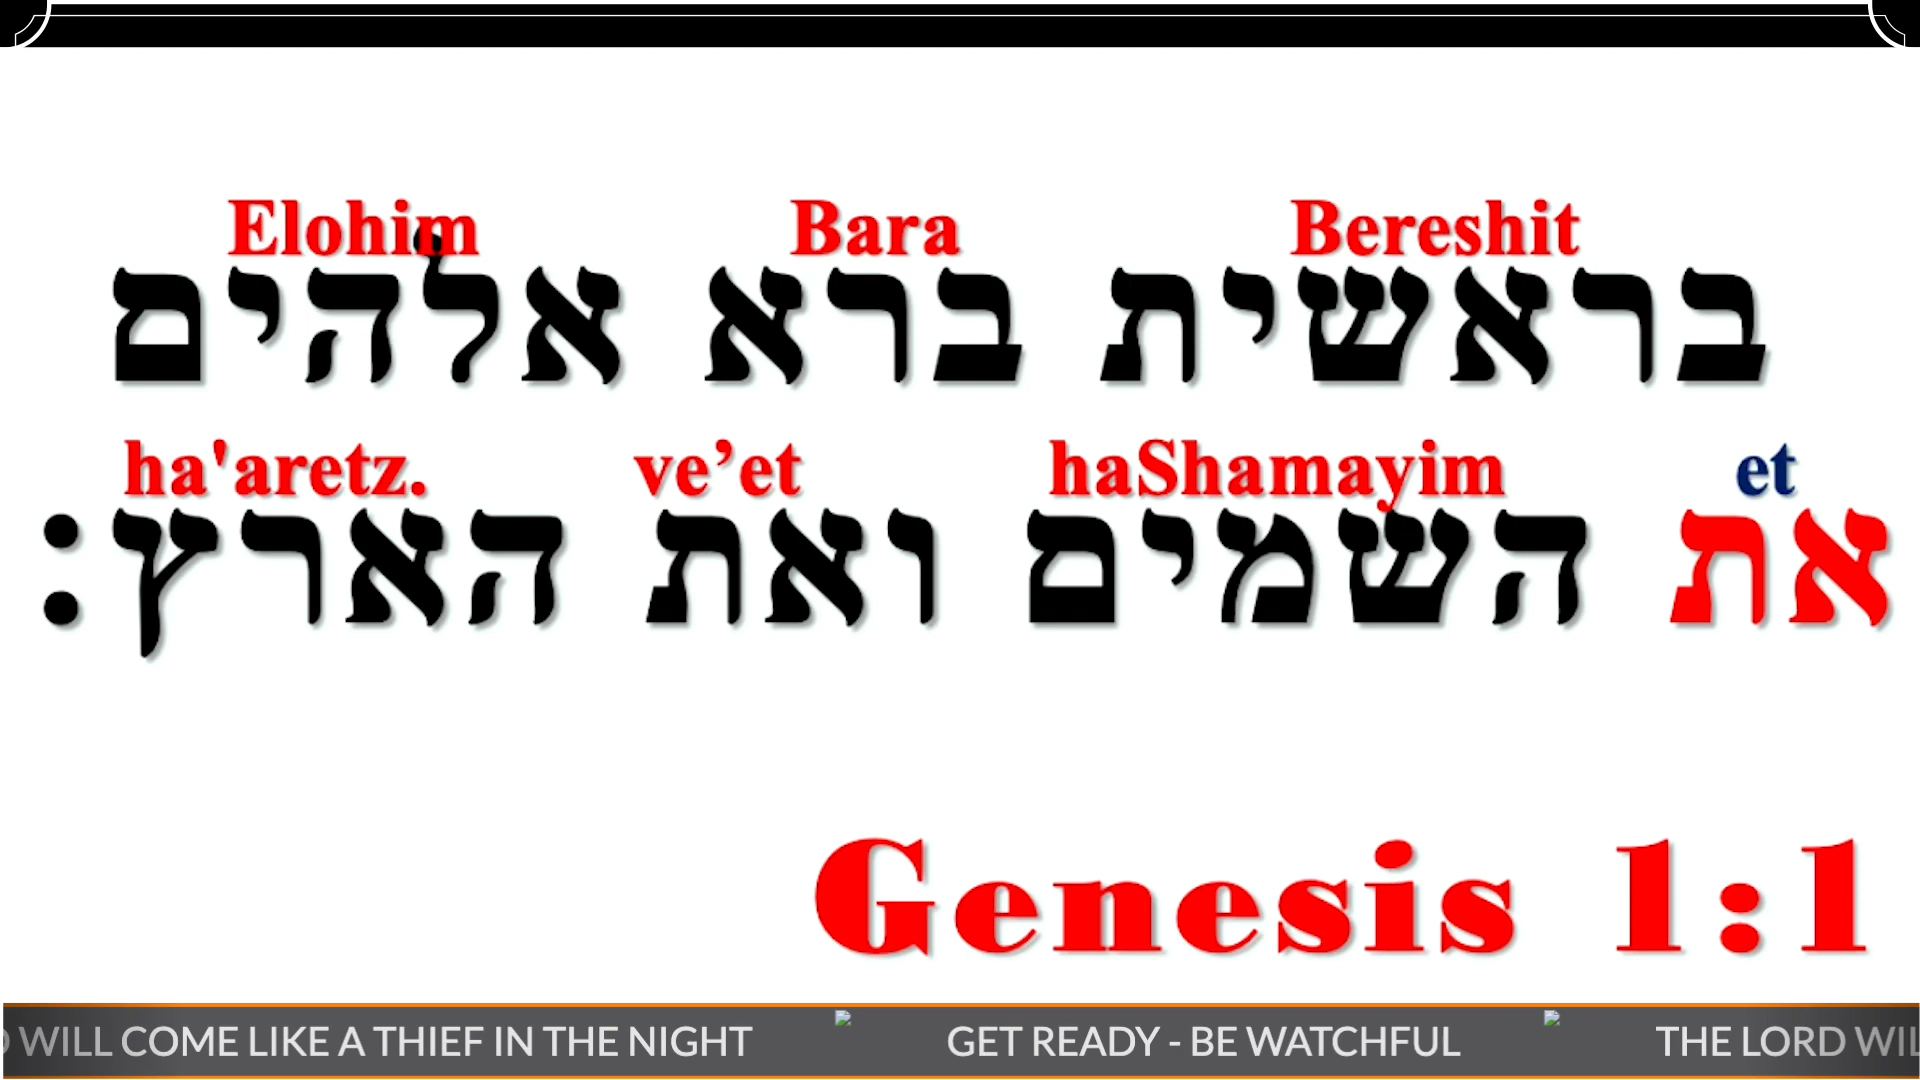 Bereshit Bara Elohim
בראשית ברא אלהים
et haShamayim ve’et ha'aretz.
את השמים ואת הארץ:
Genesis 1:1
WILL COME LIKE A THIEF IN THE NIGHT GET READY - BE WATCHFUL THE LORD WIL